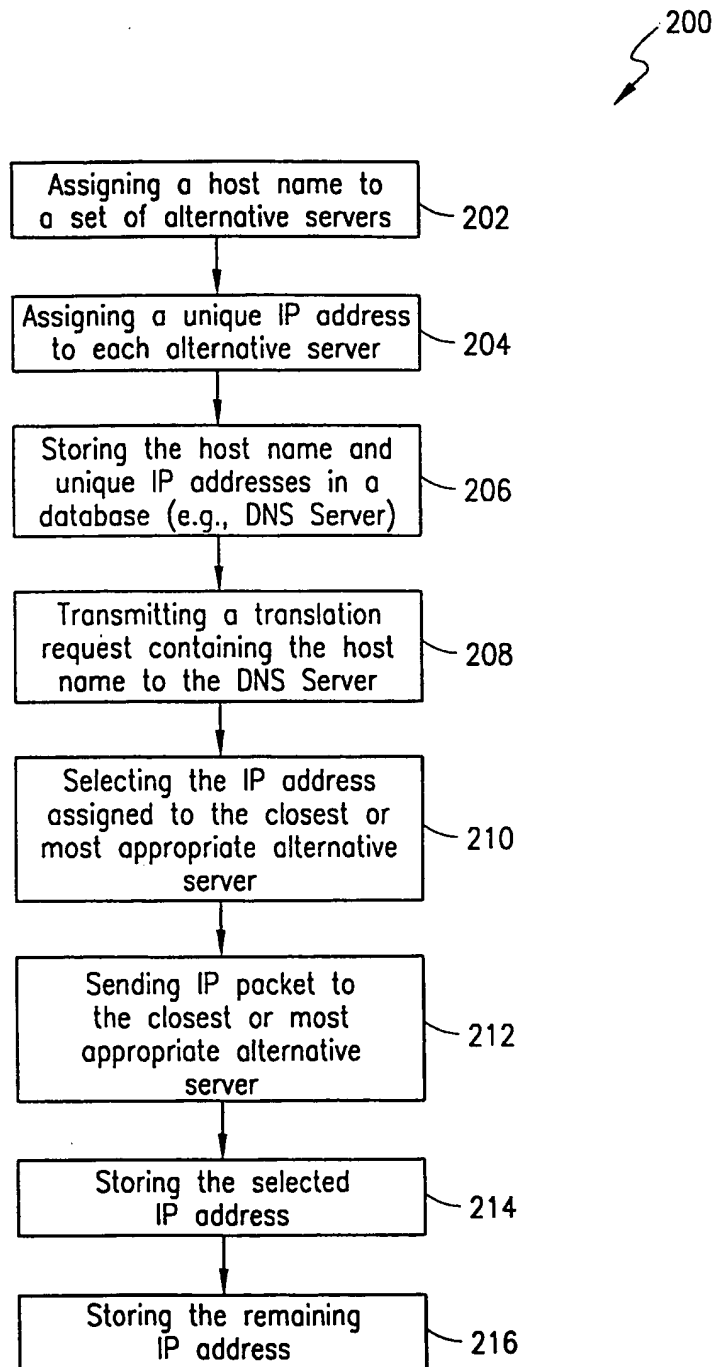 200
Assigning a host name to
a set of alternative servers
202
Assigning a unique IP address
to each alternative server
204
Storing the host name and
unique IP addresses in a
database (e.g., DNS Server)
206
Transmitting a translation
request containing the host
name to the DNS Server
208
Selecting the IP address
assigned to the closest or
most appropriate alternative
server
210
Sending IP packet to
the closest or most
appropriate alternative
server
212
Storing the selected
IP address
214
Storing the remaining
IP address
216